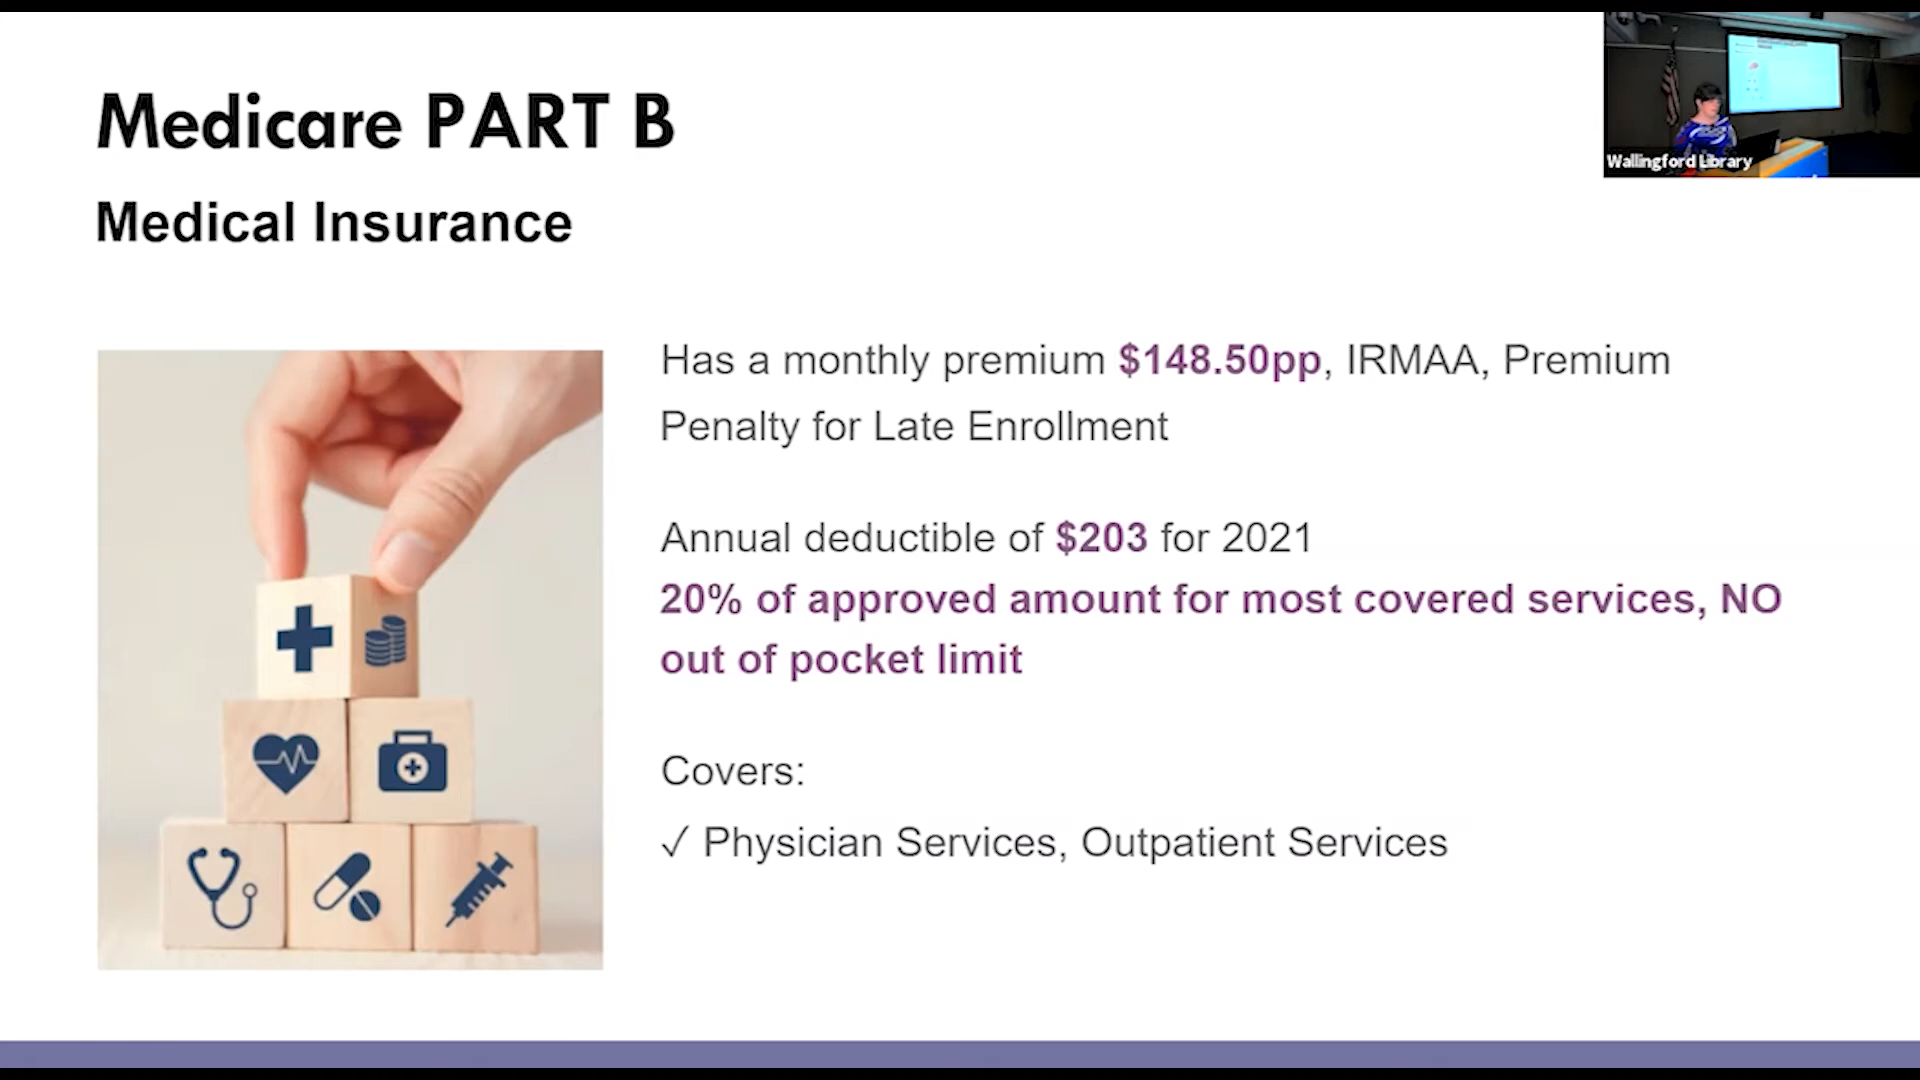 Medicare PART B
Medical Insurance
Wallingford Library
Has a monthly premium $148.50pp, IRMAA, Premium
Penalty for Late Enrollment
Annual deductible of $203 for 2021
20% of approved amount for most covered services, NO
out of pocket limit
Covers:
✓ Physician Services, Outpatient Services